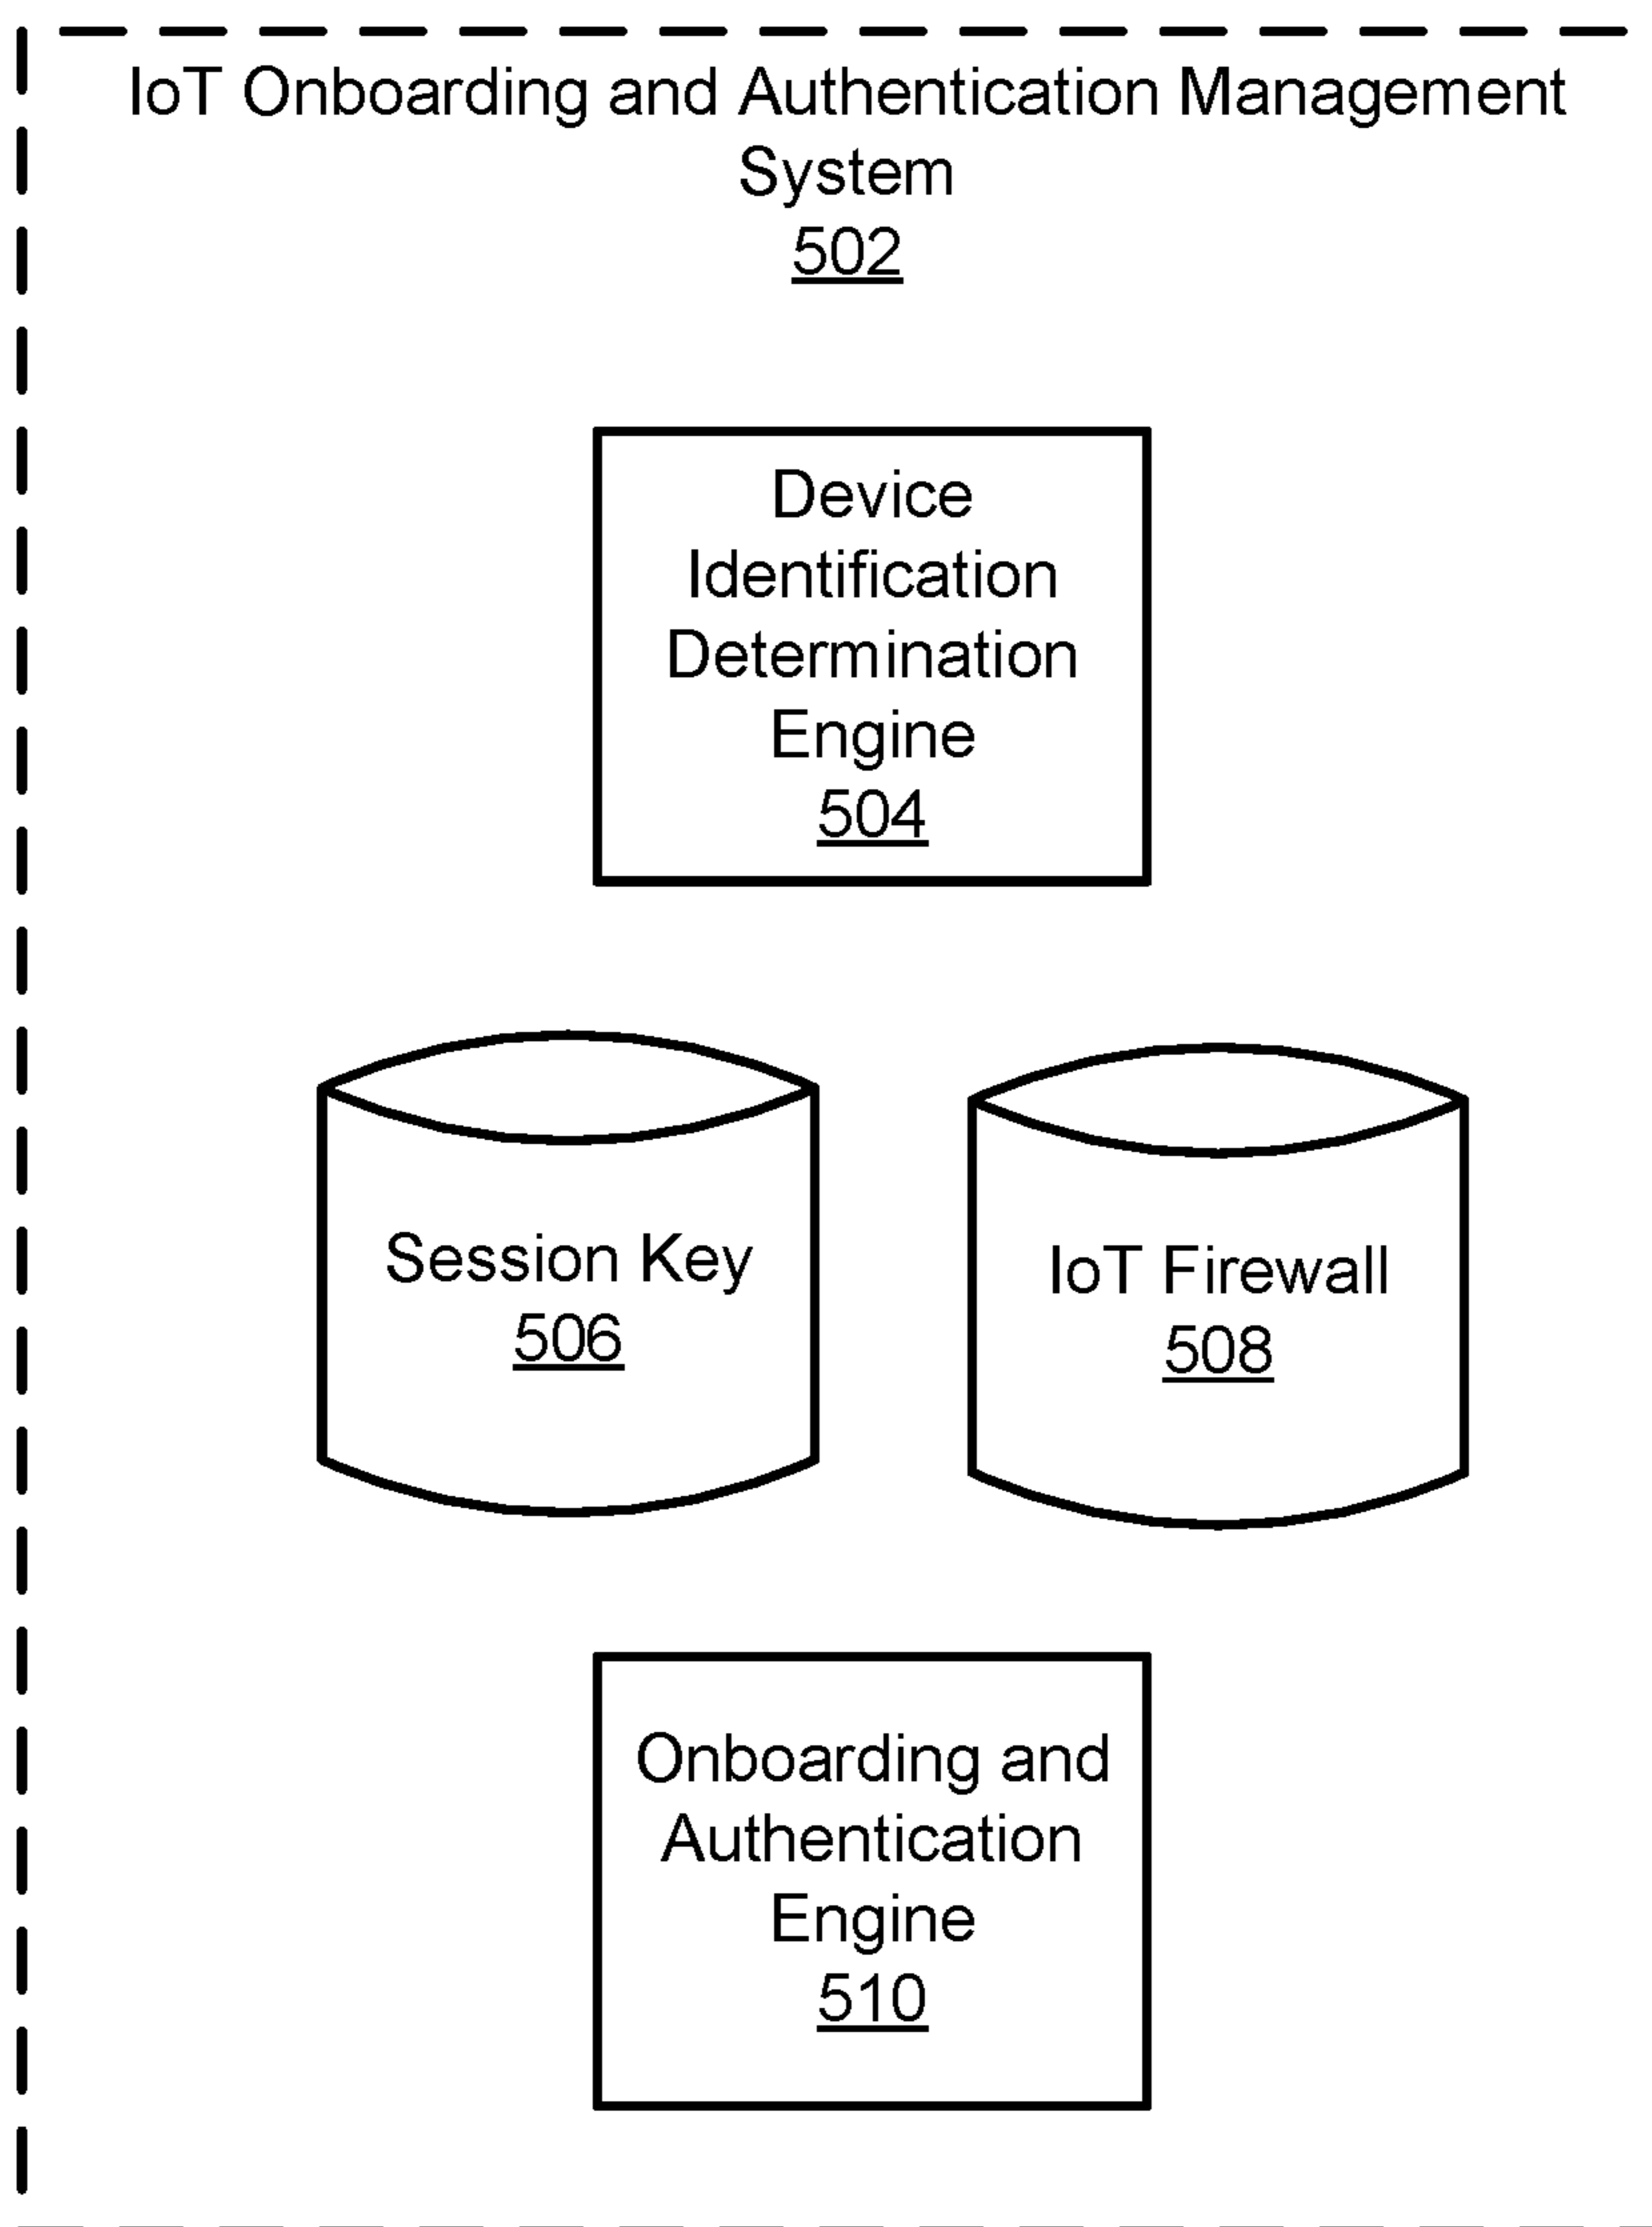 IoT Onboarding and Authentication Management
System
502
Device
Identification
Determination
Engine
504
Session Key
506
IoT Firewall
508
Onboarding and
Authentication
Engine
510